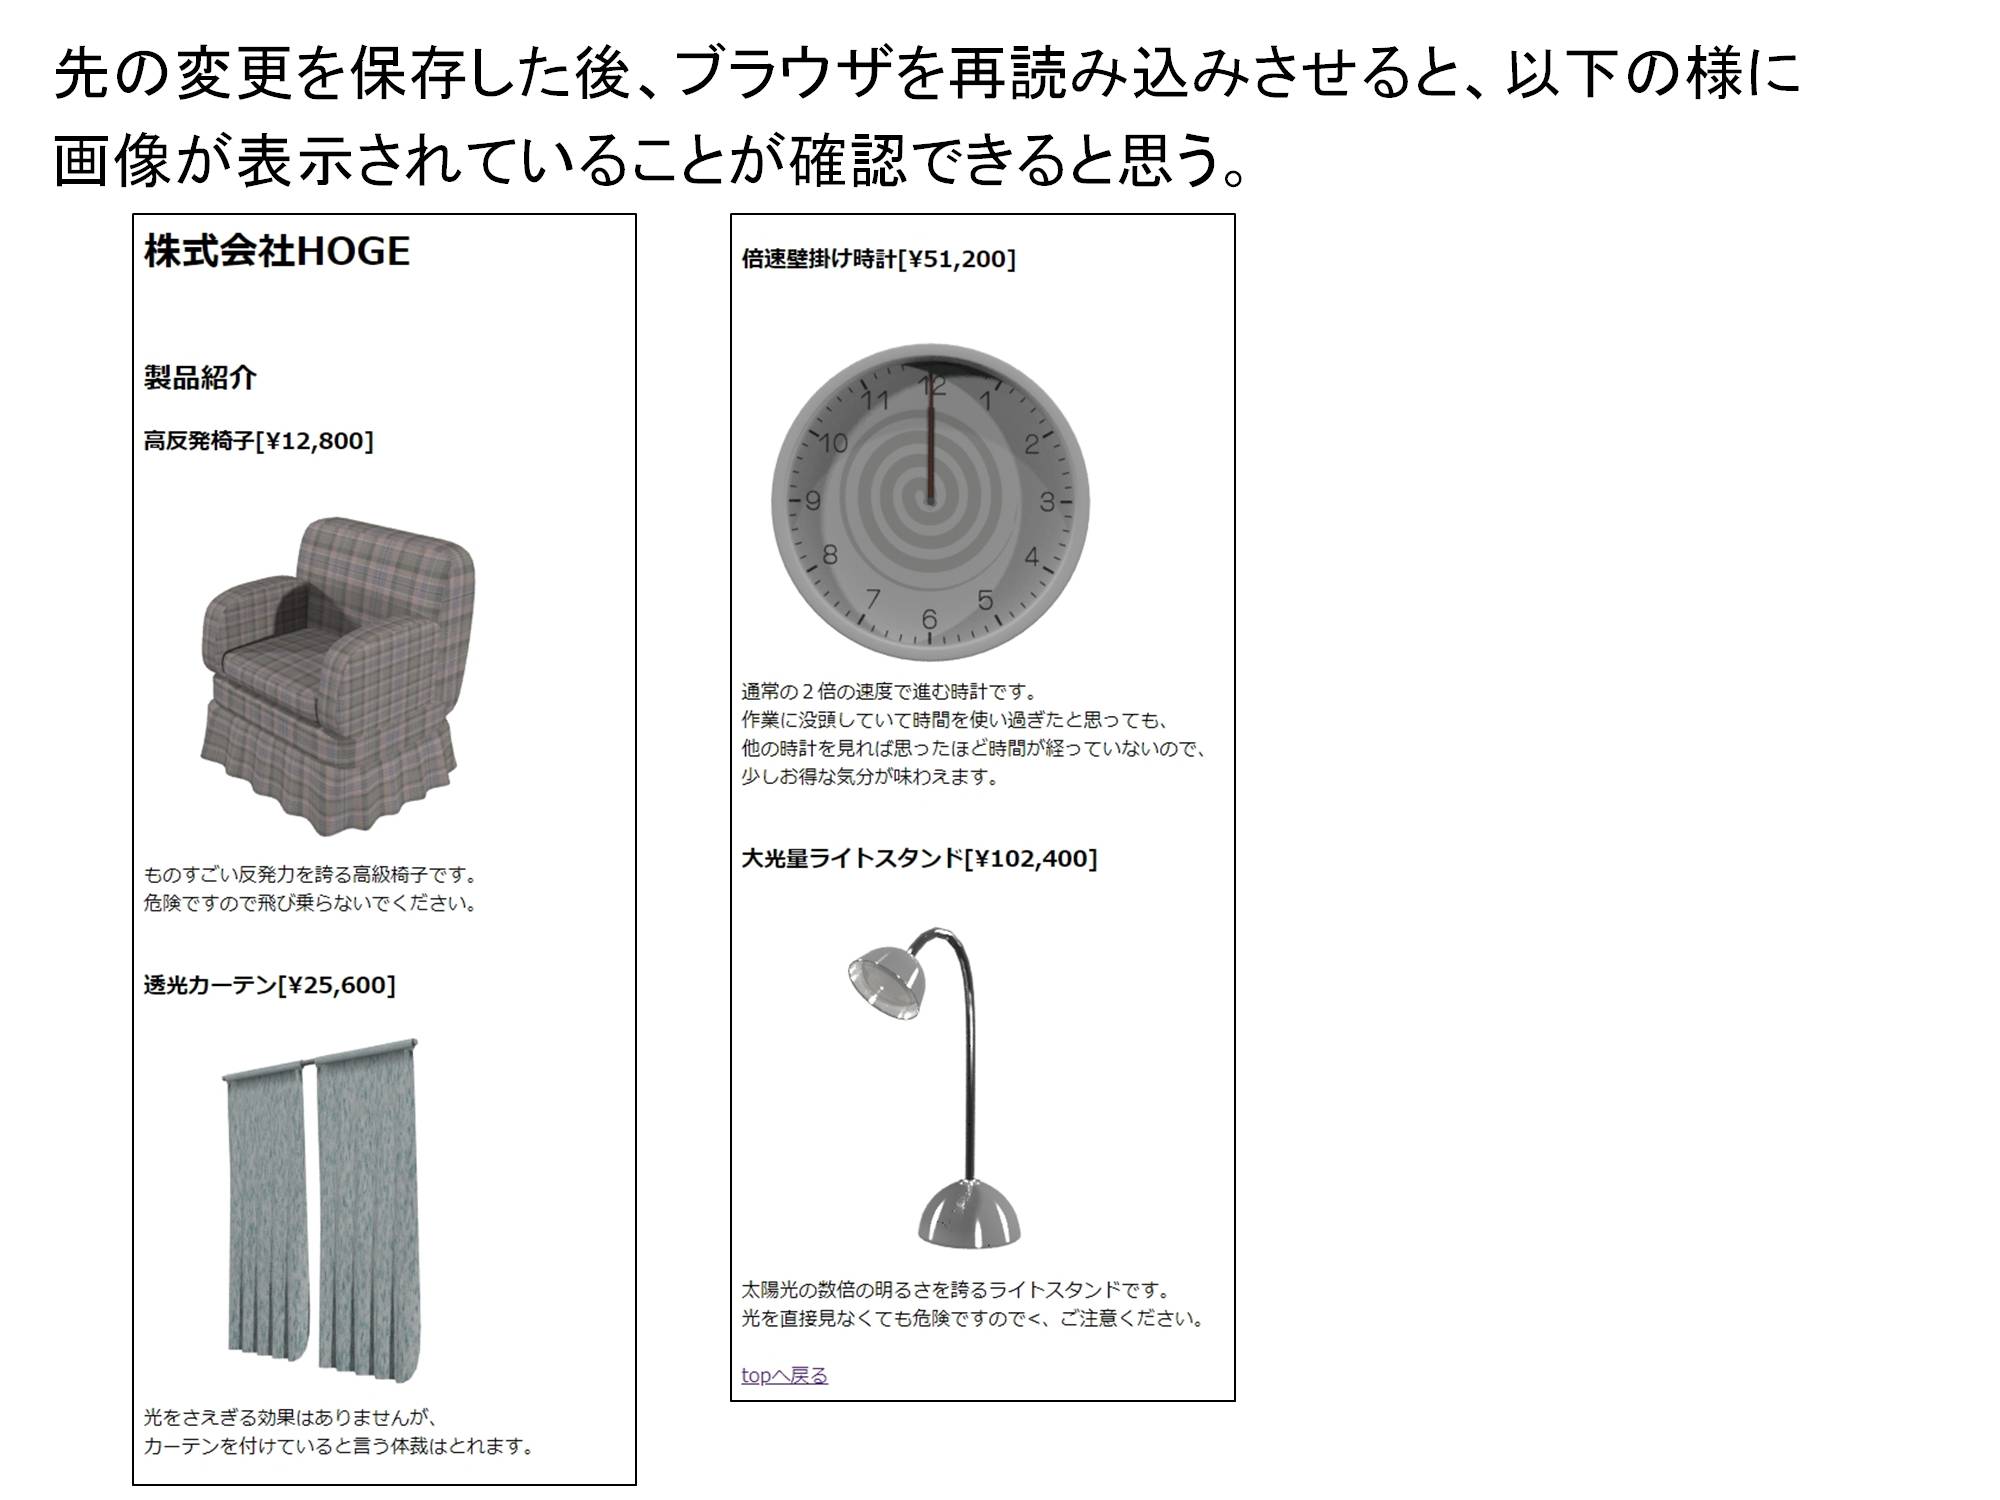 先の変更を保存した後、ブラウザを再読み込みさせると、以下の様に
画像が表示されていることが確認できると思う。
株式会社HOGE
製品紹介
高反発椅子[¥12,800]
ものすごい反発力を誇る高級椅子です。
危険ですので飛び乗らないでください。
透光カーテン[¥25,600]
光をさえぎる効果はありませんが、
カーテンを付けていると言う体裁はとれます。
倍速壁掛け時計[¥51,200]
12
1
2
3
4
5
6
7
8
9
10
11
通常の２倍の速度で進む時計です。
作業に没頭していて時間を使い過ぎたと思っても、
他の時計を見れば思ったほど時間が経っていないので、
少しお得な気分が味わえます。
大光量ライトスタンド[¥102,400]
太陽光の数倍の明るさを誇るライトスタンドです。
光を直接見なくても危険ですので<、ご注意ください。
topへ戻る